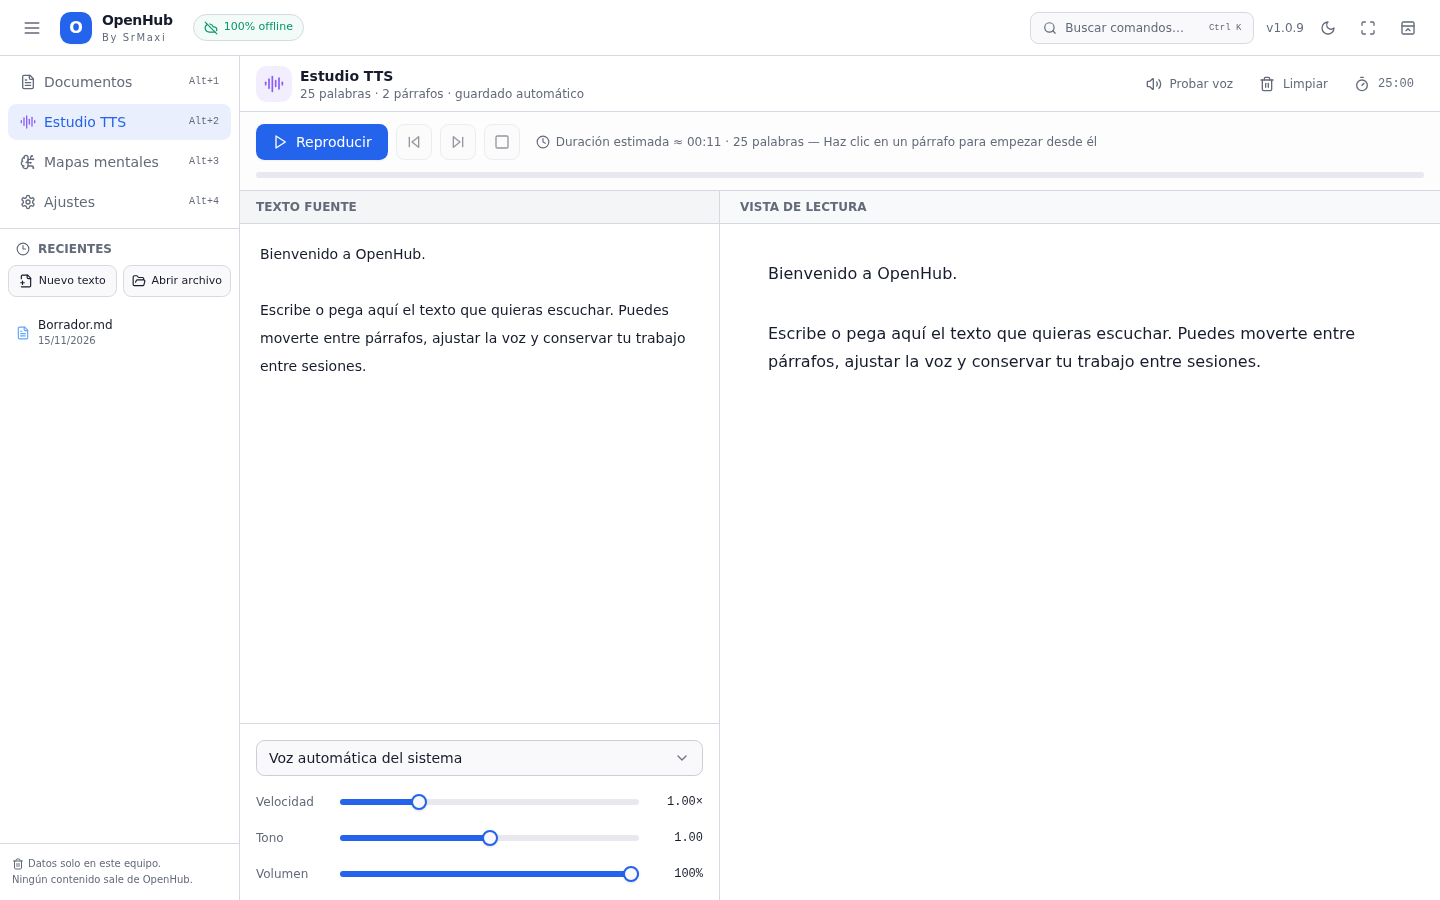 O
OpenHub
By SrMaxi
100% offline
Buscar comandos...
Ctrl K
v1.0.9
Documentos
Alt+1
Estudio TTS
Alt+2
Mapas mentales
Alt+3
Ajustes
Alt+4
RECIENTES
Nuevo texto
Abrir archivo
Borrador.md
15/11/2026
Datos solo en este equipo.
Ningún contenido sale de OpenHub.
Estudio TTS
25 palabras · 2 párrafos · guardado automático
Probar voz
Limpiar
25:00
Reproducir
Duración estimada ≈ 00:11 · 25 palabras — Haz clic en un párrafo para empezar desde él
TEXTO FUENTE
Bienvenido a OpenHub.
Escribe o pega aquí el texto que quieras escuchar. Puedes
moverte entre párrafos, ajustar la voz y conservar tu trabajo
entre sesiones.
Voz automática del sistema
Velocidad
1.00×
Tono
1.00
Volumen
100%
VISTA DE LECTURA
Bienvenido a OpenHub.
Escribe o pega aquí el texto que quieras escuchar. Puedes moverte entre
párrafos, ajustar la voz y conservar tu trabajo entre sesiones.